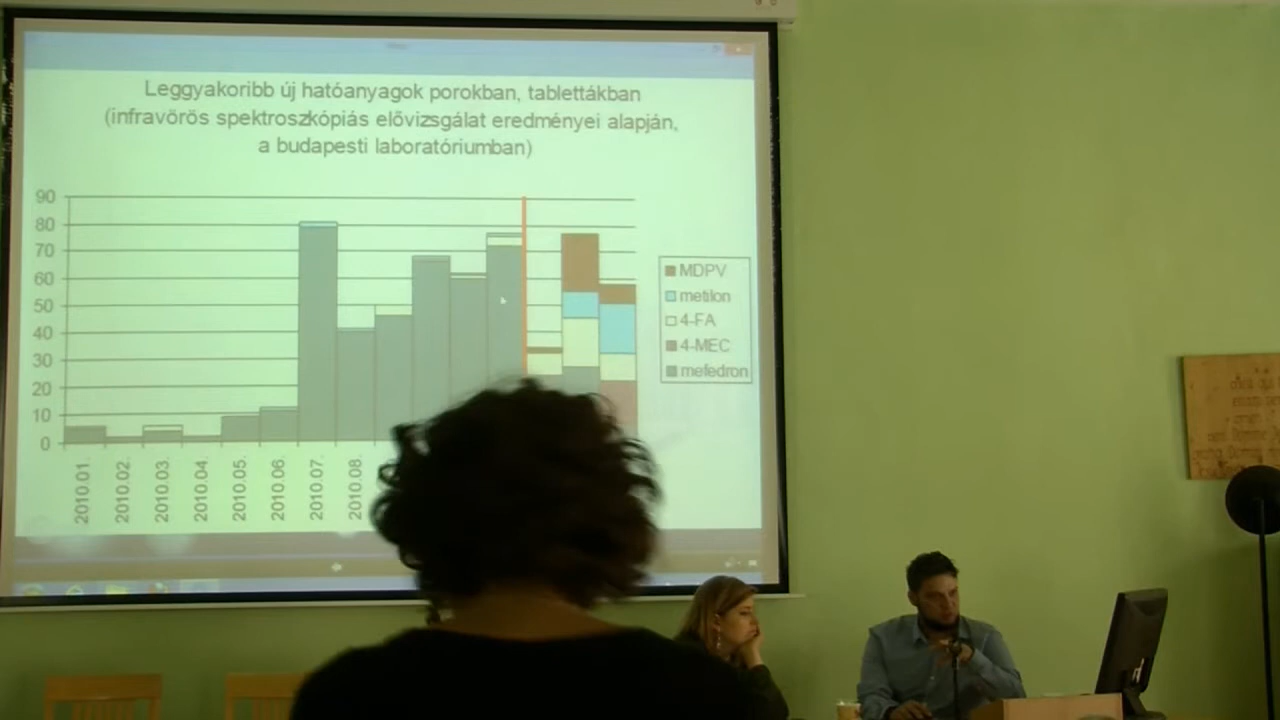 Leggyakoribb új hatóanyagok porokban, tablettákban
(infravörös spektroszkópiás elővizsgálat eredményei alapján,
a budapesti laboratóriumban)
90
80
70
60
50
40
30
20
10
0
MDPV
metilon
4-FA
4-MEC
mefedron
2010.01.
2010.02.
2010.03.
2010.04.
2010.05.
2010.06.
2010.07.
2010.08.